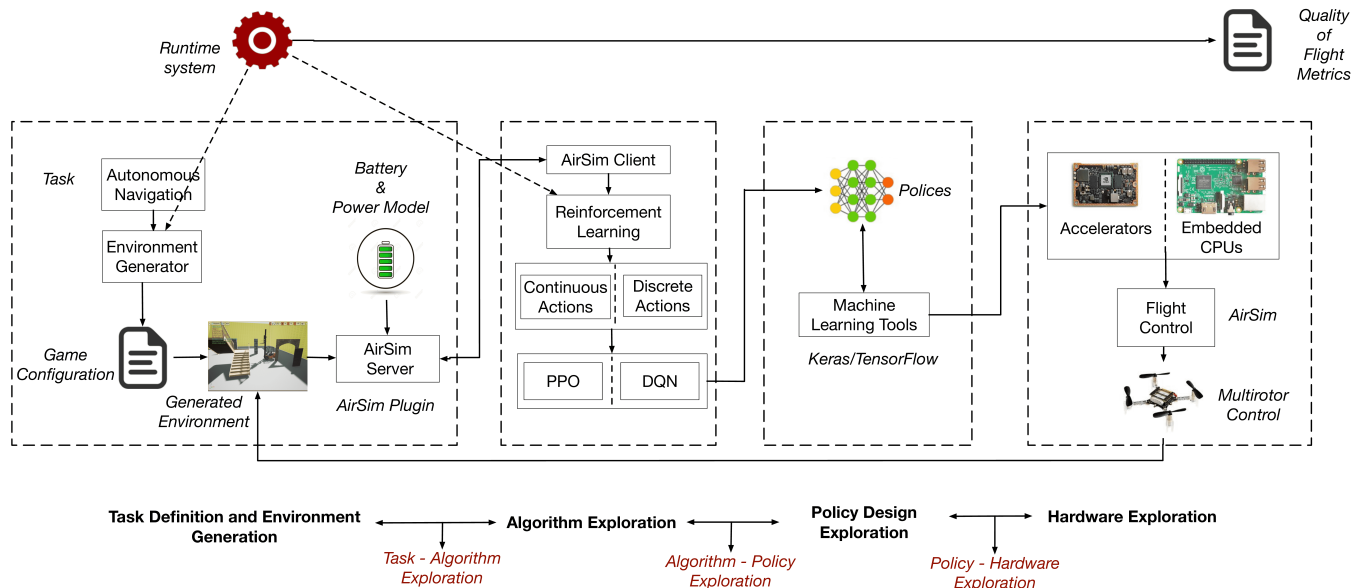 Runtime
system
Quality
of
Flight
Metrics
Task
Autonomous
Navigation
Environment
Generator
Battery
&
Power Model
Game
Configuration
Generated
Environment
AirSim
Server
AirSim Plugin
AirSim Client
Reinforcement
Learning
Continuous
Actions
Discrete
Actions
PPO
DQN
Polices
Machine
Learning Tools
Keras/TensorFlow
Accelerators
Embedded
CPUs
Flight
Control
AirSim
Multirotor
Control
Task Definition and Environment
Generation
Algorithm Exploration
Policy Design
Exploration
Hardware Exploration
Task - Algorithm
Exploration
Algorithm - Policy
Exploration
Policy - Hardware
Exploration